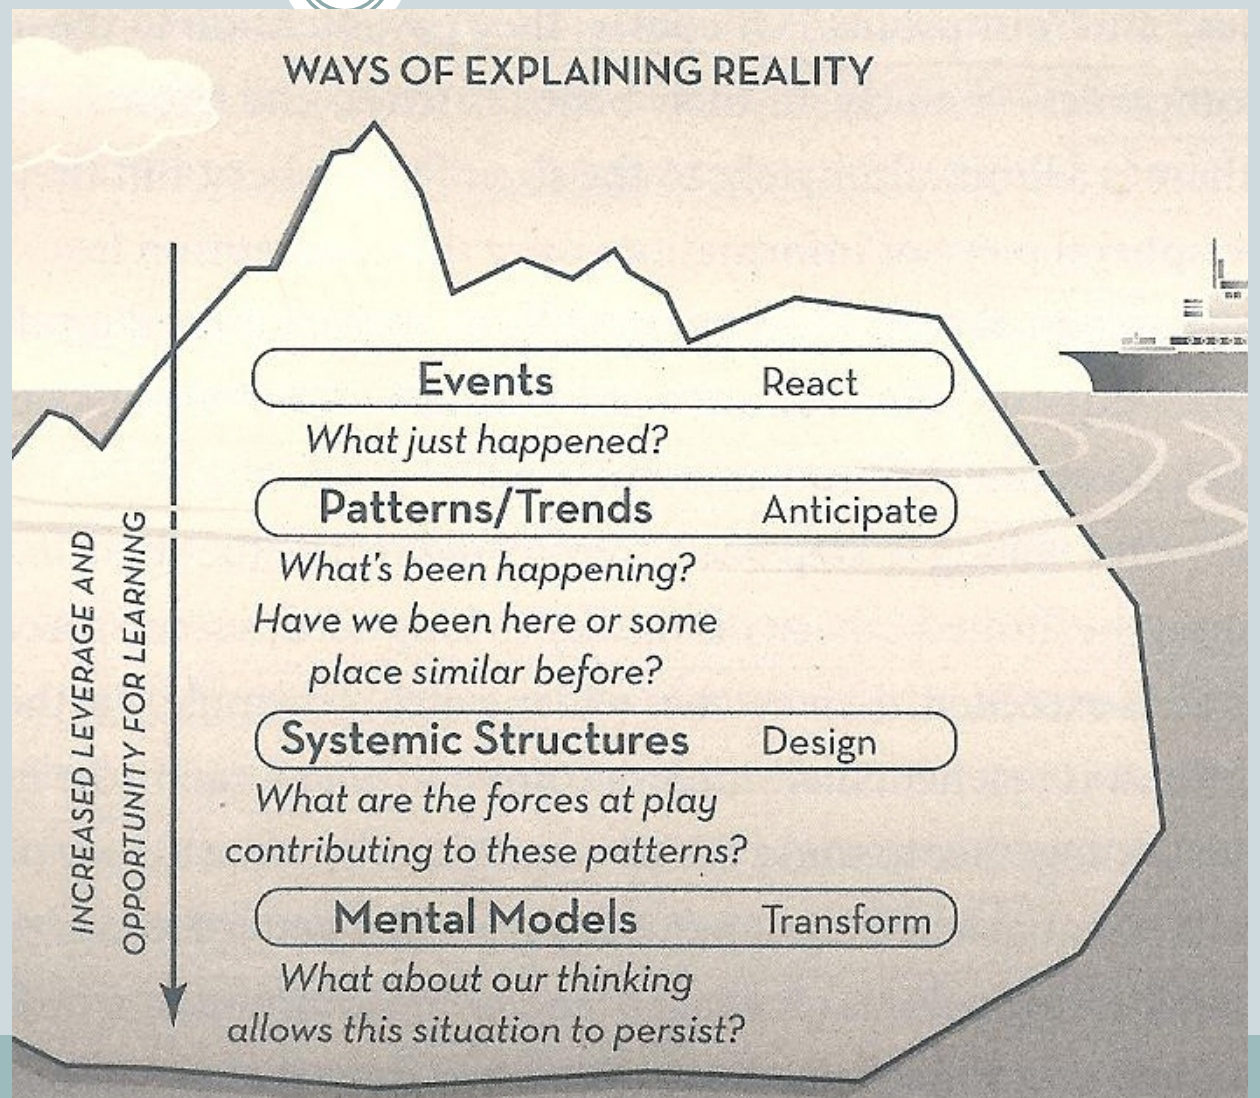 WAYS OF EXPLAINING REALITY
Events React
What just happened?
Patterns/Trends Anticipate
What's been happening?
Have we been here or some
place similar before?
Systemic Structures Design
What are the forces at play
contributing to these patterns?
Mental Models Transform
What about our thinking
allows this situation to persist?
INCREASED LEVERAGE AND
OPPORTUNITY FOR LEARNING